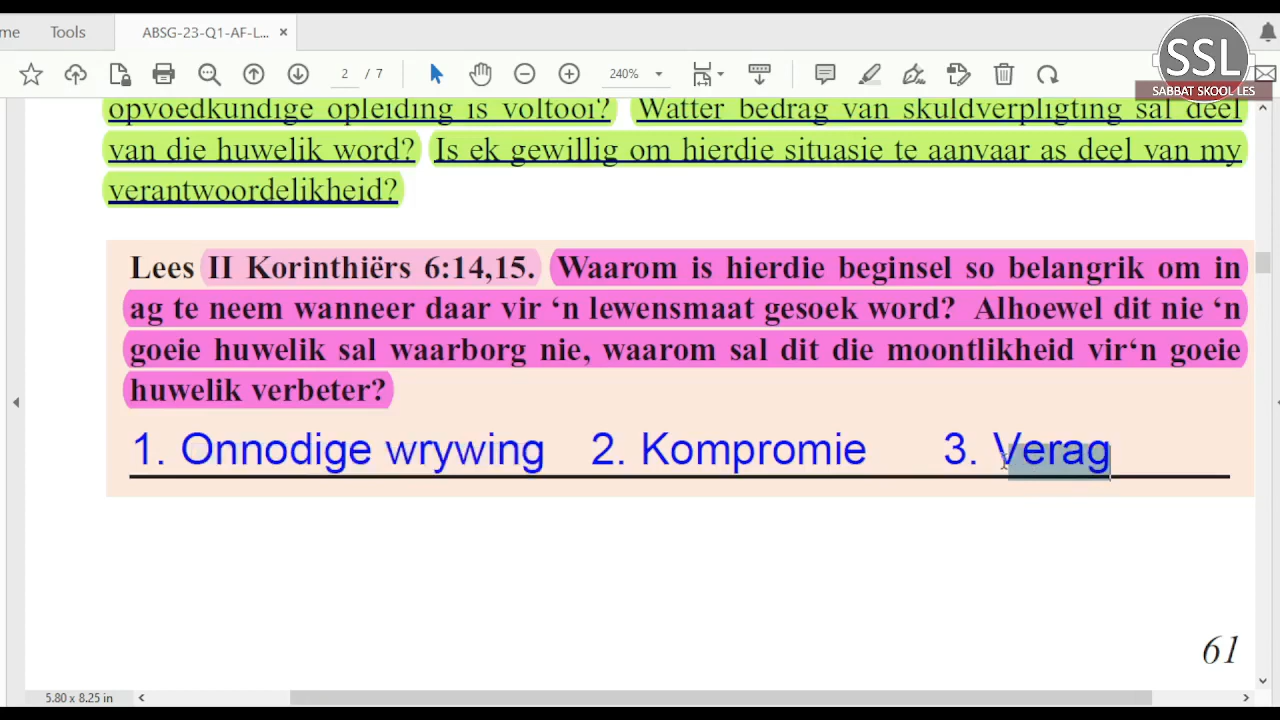 me Tools ABSG-23-Q1-AF-L... ×
SSL
SABBAT SKOOL LES
2 / 7 240%
opvoedkundige opleiding is voltooi? Watter bedrag van skuldverpligting sal deel
van die huwelik word? Is ek gewillig om hierdie situasie te aanvaar as deel van my
verantwoordelikheid?
Lees II Korinthiërs 6:14,15. Waarom is hierdie beginsel so belangrik om in
ag te neem wanneer daar vir ‘n lewensmaat gesoek word? Alhoewel dit nie ‘n
goeie huwelik sal waarborg nie, waarom sal dit die moontlikheid vir‘n goeie
huwelik verbeter?
1. Onnodige wrywing 2. Kompromie 3. Verag
61
5.80 x 8.25 in